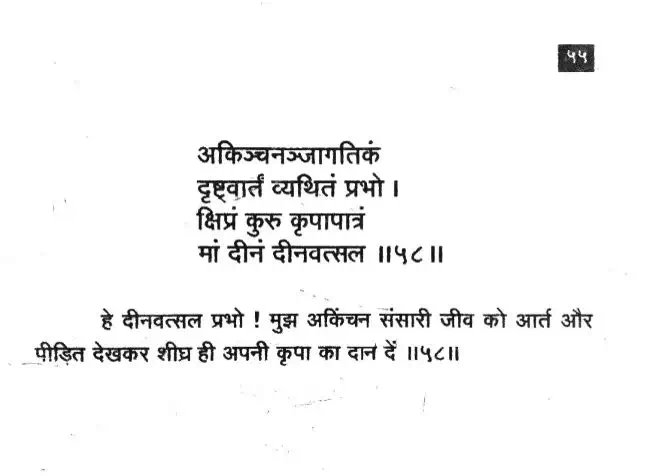 ५५
अकिञ्चनञ्जागतिकं
दृष्ट्वार्तं व्यथितं प्रभो ।
क्षिप्रं कुरु कृपापात्रं
मां दीनं दीनवत्सल ॥५८॥
हे दीनवत्सल प्रभो ! मुझ अकिंचन संसारी जीव को आर्त और
पीड़ित देखकर शीघ्र ही अपनी कृपा का दान दें ॥५८॥